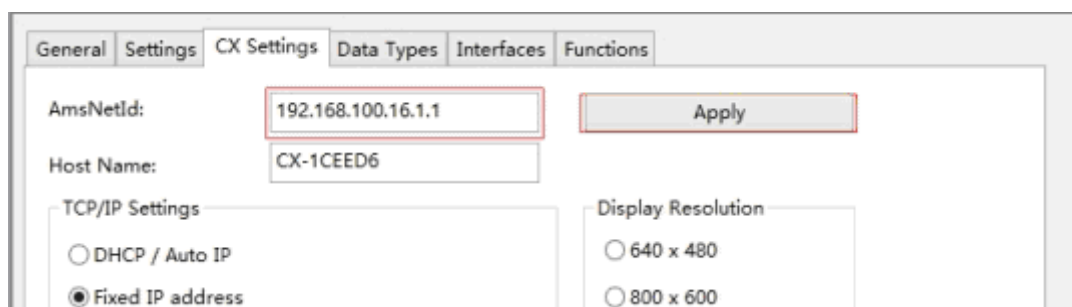 General Settings CX Settings Data Types Interfaces Functions
AmsNetId: 192.168.100.16.1.1 Apply
Host Name: CX-1CEED6
TCP/IP Settings Display Resolution
DHCP / Auto IP 640 x 480
Fixed IP address 800 x 600